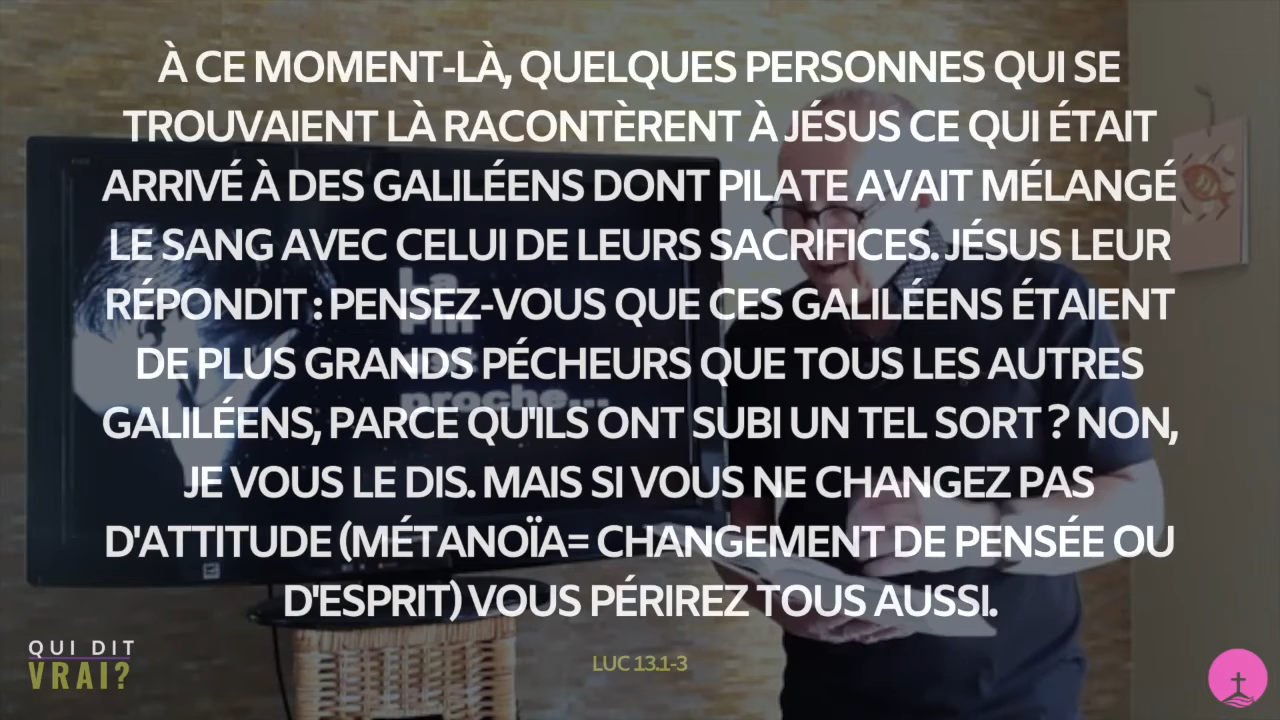 À CE MOMENT-LÀ, QUELQUES PERSONNES QUI SE
TROUVAIENT LÀ RACONTÈRENT À JÉSUS CE QUI ÉTAIT
ARRIVÉ À DES GALILÉENS DONT PILATE AVAIT MÉLANGÉ
LE SANG AVEC CELUI DE LEURS SACRIFICES. JÉSUS LEUR
RÉPONDIT : PENSEZ-VOUS QUE CES GALILÉENS ÉTAIENT
DE PLUS GRANDS PÉCHEURS QUE TOUS LES AUTRES
GALILÉENS, PARCE QU'ILS ONT SUBI UN TEL SORT ? NON,
JE VOUS LE DIS. MAIS SI VOUS NE CHANGEZ PAS
D'ATTITUDE (MÉTANOÏA= CHANGEMENT DE PENSÉE OU
D'ESPRIT) VOUS PÉRIREZ TOUS AUSSI.
LUC 13.1-3
QUI DIT
VRAI?
La
proche...